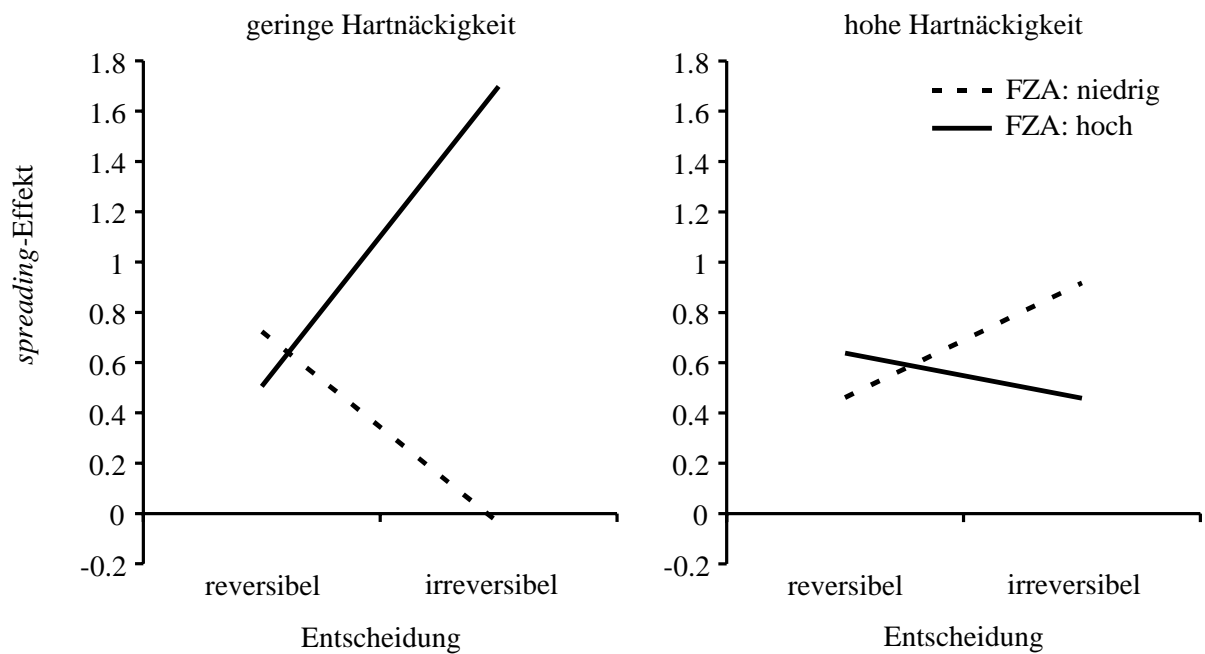 geringe Hartnäckigkeit
1.8
1.6
1.4
1.2
1
0.8
0.6
0.4
0.2
0
-0.2
spreading-Effekt
reversibel
irreversibel
Entscheidung
hohe Hartnäckigkeit
1.8
1.6
1.4
1.2
1
0.8
0.6
0.4
0.2
0
-0.2
FZA: niedrig
FZA: hoch
reversibel
irreversibel
Entscheidung